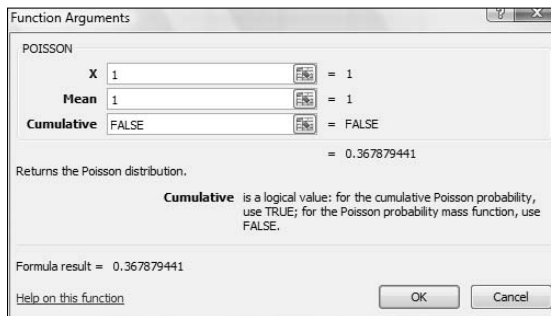 Function Arguments
POISSON
X 1 = 1
Mean 1 = 1
Cumulative FALSE = FALSE
= 0.367879441
Returns the Poisson distribution.
Cumulative is a logical value: for the cumulative Poisson probability,
use TRUE; for the Poisson probability mass function, use
FALSE.
Formula result = 0.367879441
Help on this function OK Cancel